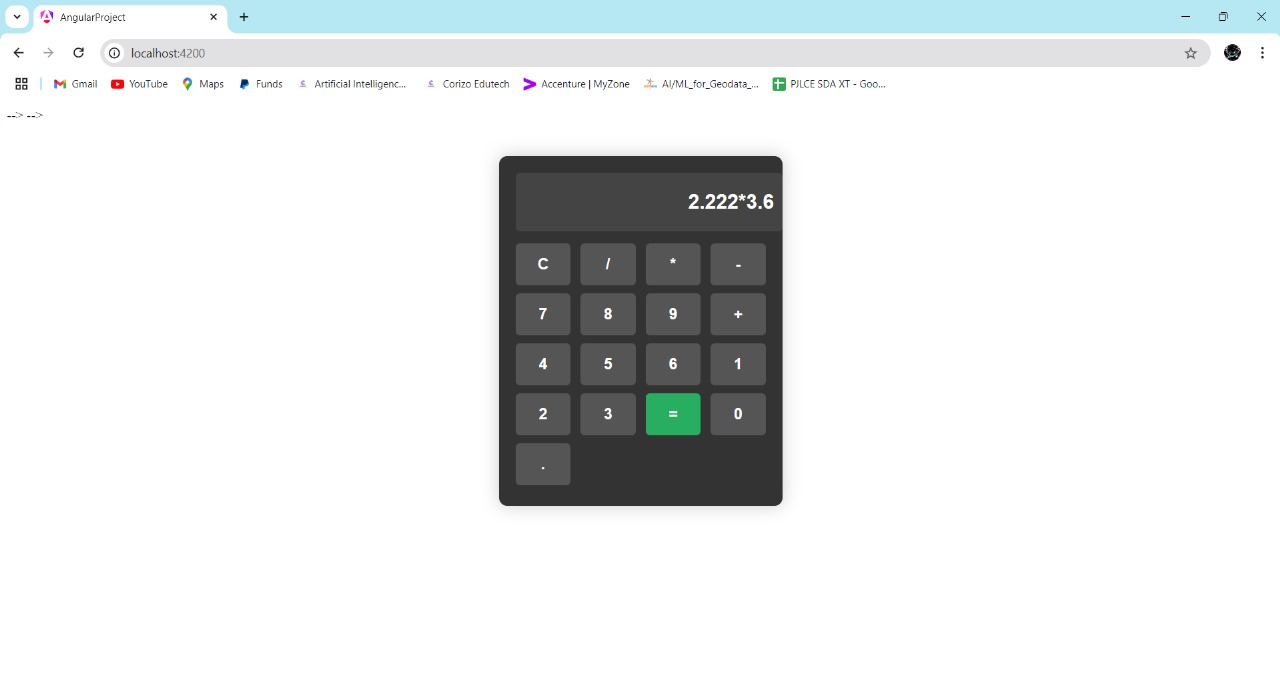 AngularProject
localhost:4200
Gmail YouTube Maps Funds Artificial Intelligenc... Corizo Edutech Accenture | MyZone AI/ML_for_Geodata_... PJLCE SDA XT - Goo...
--> -->
2.222*3.6
C / * -
7 8 9 +
4 5 6 1
2 3 = 0
.